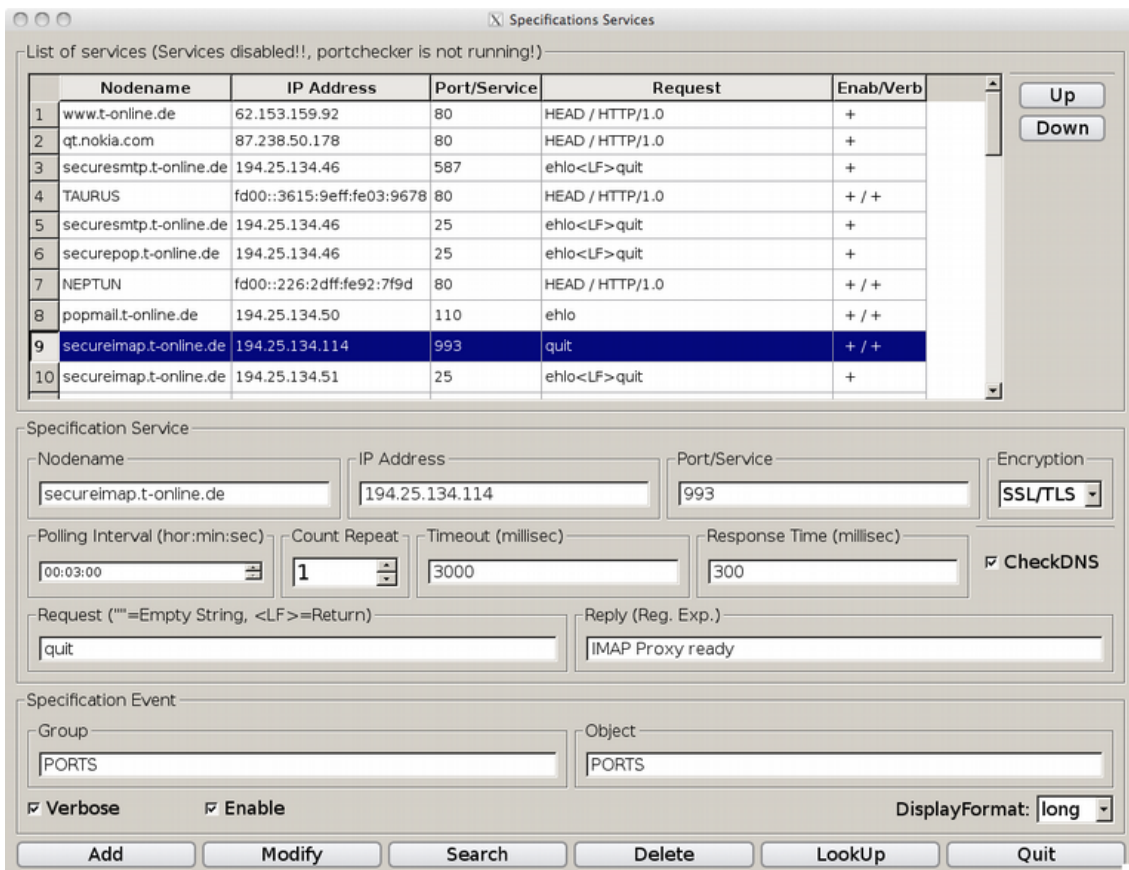 Specifications Services
List of services (Services disabled!!, portchecker is not running!)
Nodename IP Address Port/Service Request Enab/Verb
1 www.t-online.de 62.153.159.92 80 HEAD / HTTP/1.0 +
2 qt.nokia.com 87.238.50.178 80 HEAD / HTTP/1.0 +
3 securesmtp.t-online.de 194.25.134.46 587 ehlo<LF>quit +
4 TAURUS fd00::3615:9eff:fe03:9678 80 HEAD / HTTP/1.0 + / +
5 securesmtp.t-online.de 194.25.134.46 25 ehlo<LF>quit +
6 securepop.t-online.de 194.25.134.46 25 ehlo<LF>quit +
7 NEPTUN fd00::226:2dff:fe92:7f9d 80 HEAD / HTTP/1.0 + / +
8 popmail.t-online.de 194.25.134.50 110 ehlo + / +
9 secureimap.t-online.de 194.25.134.114 993 quit + / +
10 secureimap.t-online.de 194.25.134.51 25 ehlo<LF>quit +
Up
Down
Specification Service
Nodename IP Address Port/Service Encryption
secureimap.t-online.de 194.25.134.114 993 SSL/TLS
Polling Interval (hor:min:sec) Count Repeat Timeout (millisec) Response Time (millisec)
00:03:00 1 3000 300 CheckDNS
Request (""=Empty String, <LF>=Return) Reply (Reg. Exp.)
quit IMAP Proxy ready
Specification Event
Group Object
PORTS PORTS
Verbose Enable DisplayFormat: long
Add Modify Search Delete LookUp Quit